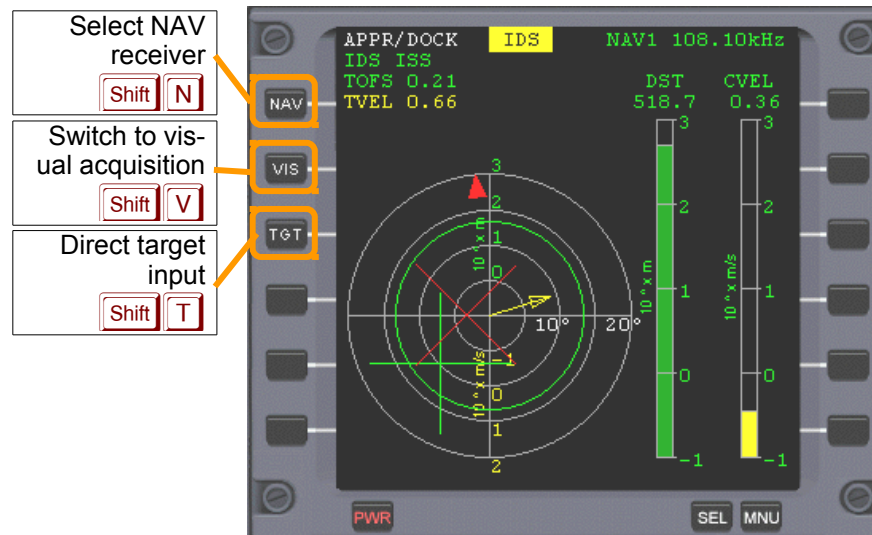 Select NAV
receiver
Shift N
Switch to vis-
ual acquisition
Shift V
Direct target
input
Shift T
NAV
VIS
TGT
APPR/DOCK IDS NAV1 108.10kHz
IDS ISS
TOFS 0.21 DST CVEL
TVEL 0.66 518.7 0.36
3
2
1
0
10^x m
10° 20°
-1
0
1
2
10^x m/s
3
2
1
0
-1
10^x m
3
2
1
0
-1
10^x m/s
PWR SEL MNU